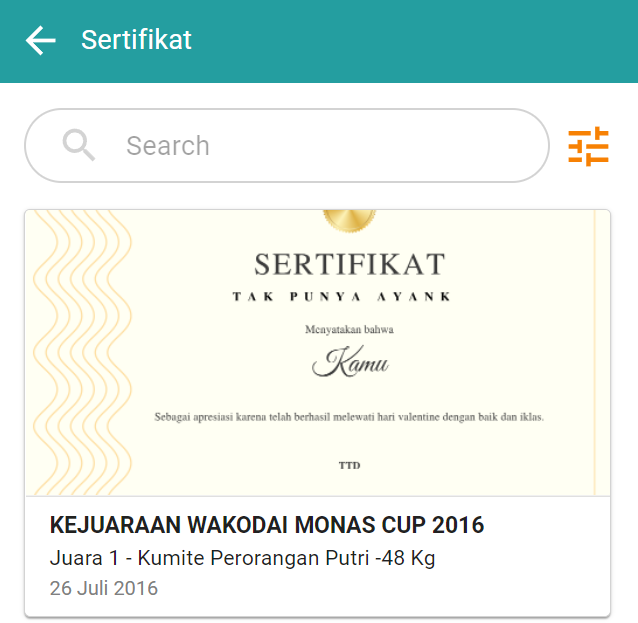 Sertifikat
Search
SERTIFIKAT
TAK PUNYA AYANK
Menyatakan bahwa
Kamu
Sebagai apresiasi karena telah berhasil melewati hari valentine dengan baik dan iklas.
TTD
KEJUARAAN WAKODAI MONAS CUP 2016
Juara 1 - Kumite Perorangan Putri -48 Kg
26 Juli 2016